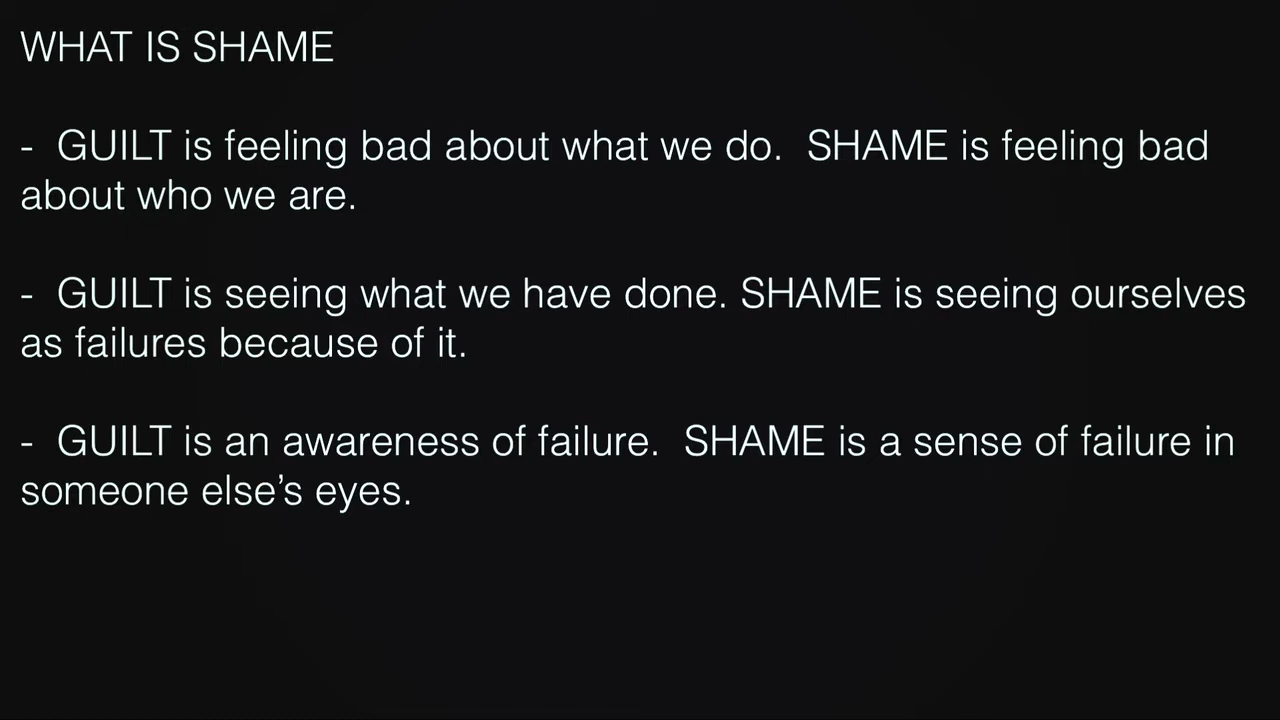 WHAT IS SHAME
-  GUILT is feeling bad about what we do.  SHAME is feeling bad
about who we are.
-  GUILT is seeing what we have done. SHAME is seeing ourselves
as failures because of it.
-  GUILT is an awareness of failure.  SHAME is a sense of failure in
someone else’s eyes.